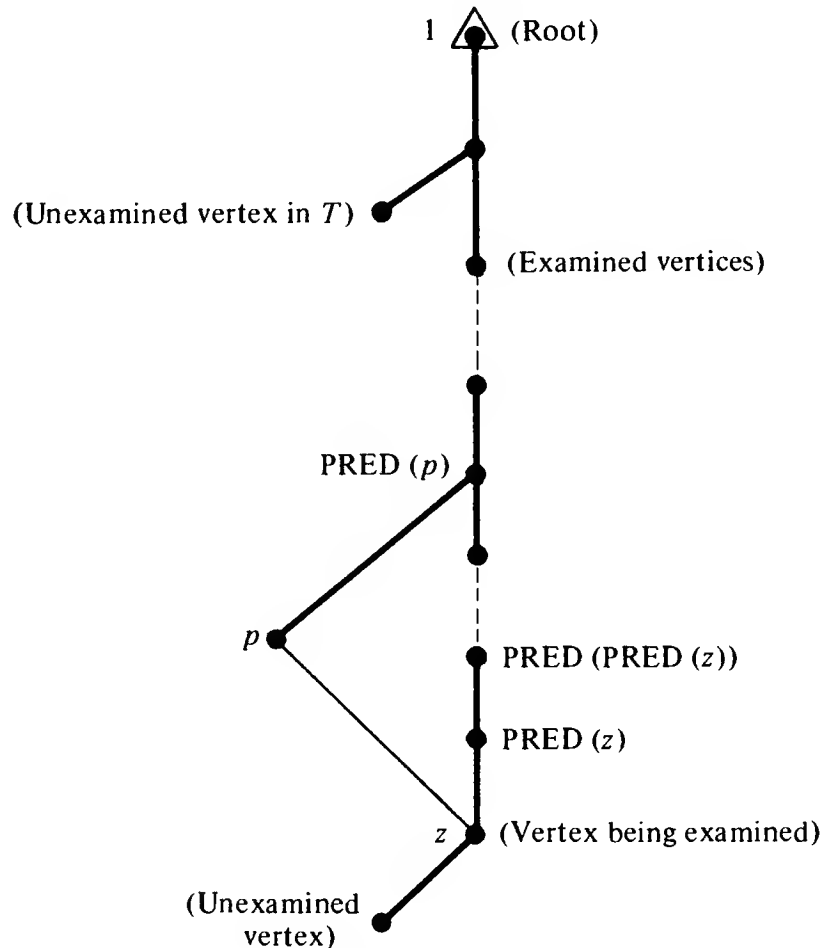 1 (Root)
(Unexamined vertex in T)
(Examined vertices)
PRED (p)
p
PRED (PRED (z))
PRED (z)
z (Vertex being examined)
(Unexamined
vertex)